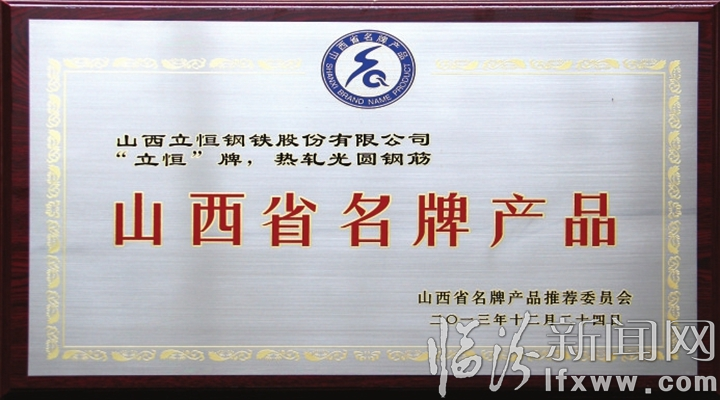 山西省名牌产品
SHANXI BRAND NAME PRODUCT
山西立恒钢铁股份有限公司
“立恒”牌，热轧光圆钢筋
山西省名牌产品
山西省名牌产品推荐委员会
二〇一三年十二月二十四日
临汾新闻网
lfxww.com